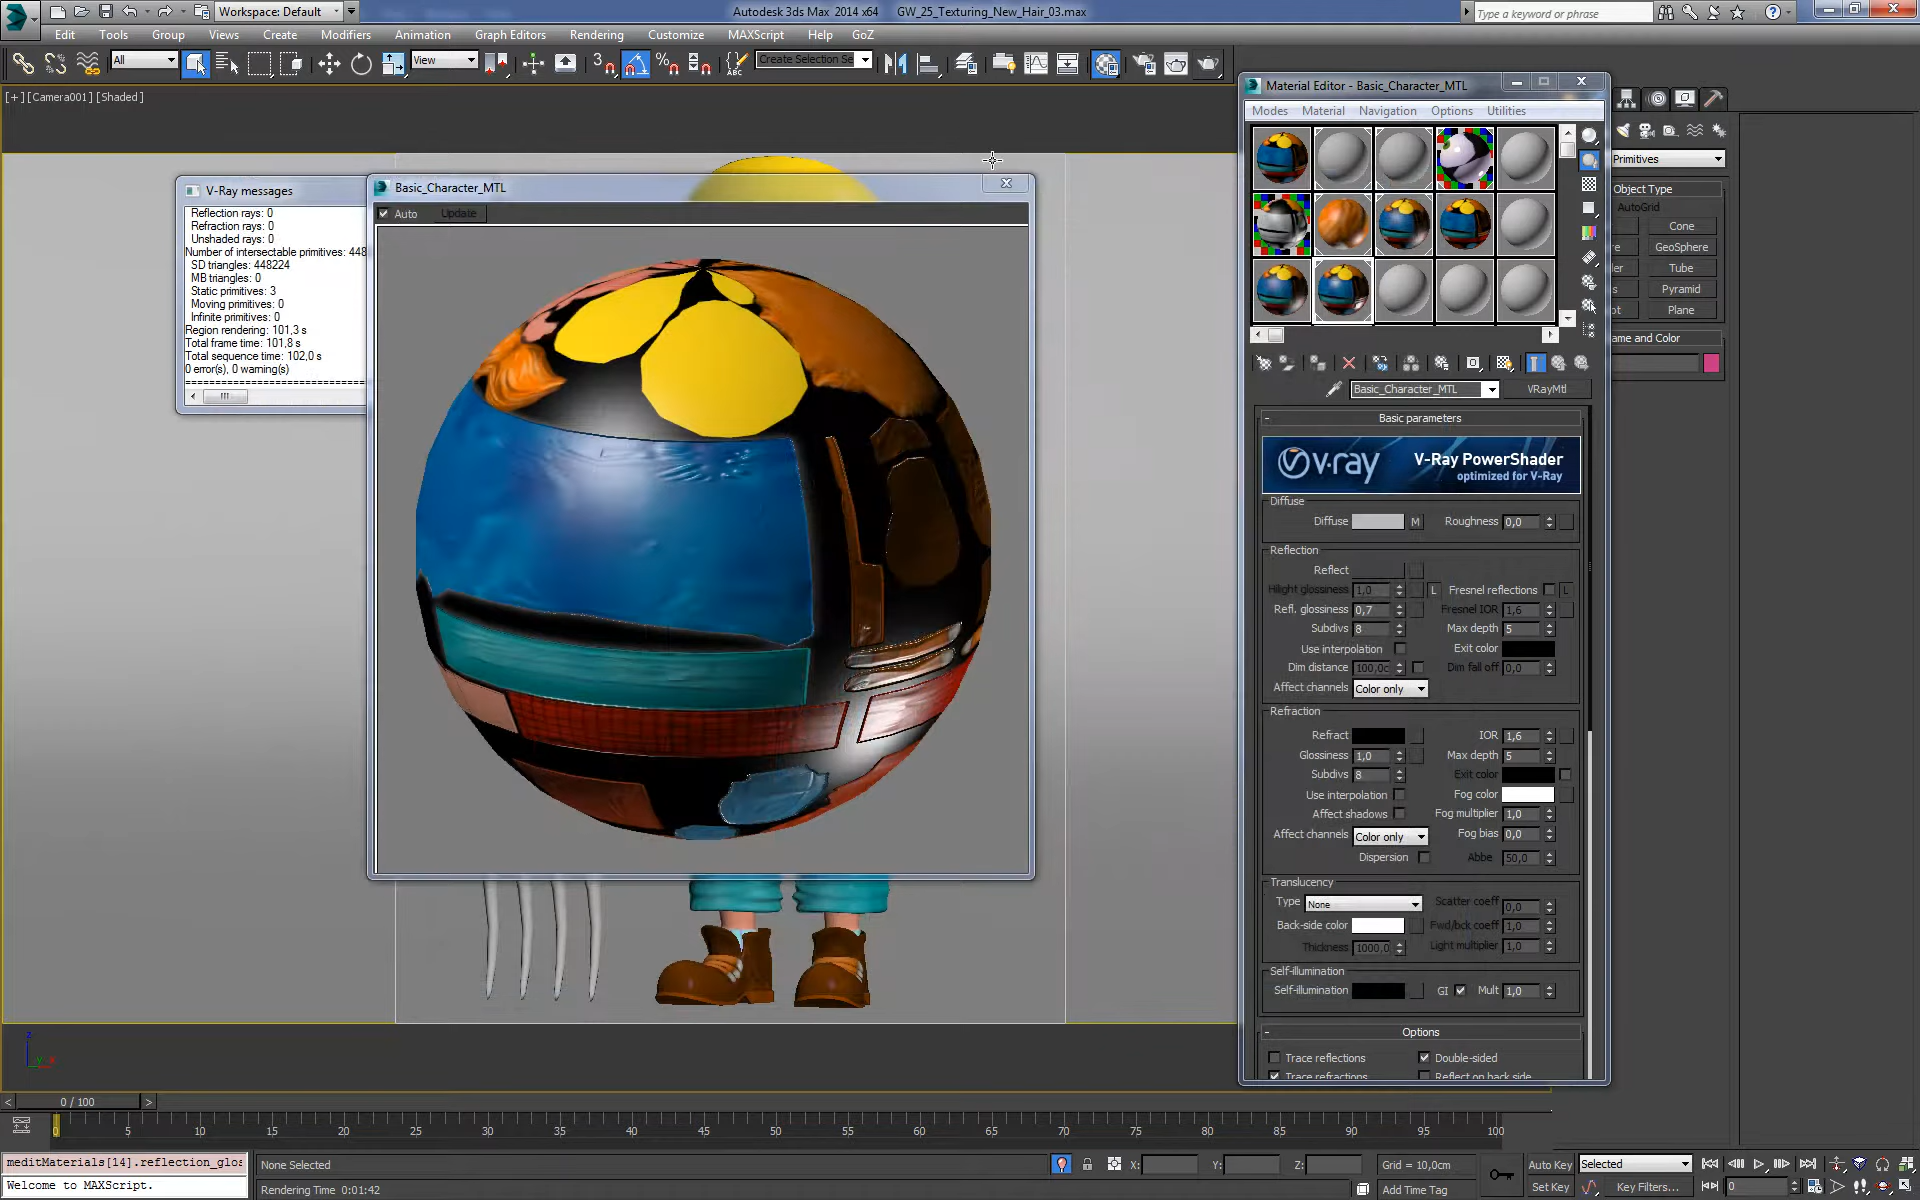 Workspace: Default
Autodesk 3ds Max 2014 x64 GW_25_Texturing_New_Hair_03.max
Type a keyword or phrase
Edit Tools Group Views Create Modifiers Animation Graph Editors Rendering Customize MAXScript Help GoZ
All
View
3
Create Selection Se
[+] [Camera001] [Shaded]
V-Ray messages
Reflection rays: 0
Refraction rays: 0
Unshaded rays: 0
Number of intersectable primitives: 448
SD triangles: 448224
MB triangles: 0
Static primitives: 3
Moving primitives: 0
Infinite primitives: 0
Region rendering: 101,3 s
Total frame time: 101,8 s
Total sequence time: 102,0 s
0 error(s), 0 warning(s)
==============================
Basic_Character_MTL
Auto Update
Material Editor - Basic_Character_MTL
Modes Material Navigation Options Utilities
Basic_Character_MTL VRayMtl
- Basic parameters
v·ray V-Ray PowerShader
optimized for V-Ray
Diffuse
Diffuse M Roughness 0,0
Reflection
Reflect
Hilight glossiness 1,0 L Fresnel reflections L
Refl. glossiness 0,7 Fresnel IOR 1,6
Subdivs 8 Max depth 5
Use interpolation Exit color
Dim distance 100,0c Dim fall off 0,0
Affect channels Color only
Refraction
Refract IOR 1,6
Glossiness 1,0 Max depth 5
Subdivs 8 Exit color
Use interpolation Fog color
Affect shadows Fog multiplier 1,0
Affect channels Color only Fog bias 0,0
Dispersion Abbe 50,0
Translucency
Type None Scatter coeff 0,0
Back-side color Fwd/bck coeff 1,0
Thickness 1000,0 Light multiplier 1,0
Self-illumination
Self-illumination GI Mult 1,0
- Options
Trace reflections Double-sided
Trace refractions Reflect on back side
Primitives
Object Type
AutoGrid
Cone
GeoSphere
Tube
Pyramid
Plane
ame and Color
z
y x
< 0 / 100 >
0 5 10 15 20 25 30 35 40 45 50 55 60 65 70 75 80 85 90 95 100
meditMaterials[14].reflection_glos
Welcome to MAXScript.
None Selected
Rendering Time 0:01:42
X: Y: Z: Grid = 10,0cm
Add Time Tag
Auto Key Selected
Set Key Key Filters...
0